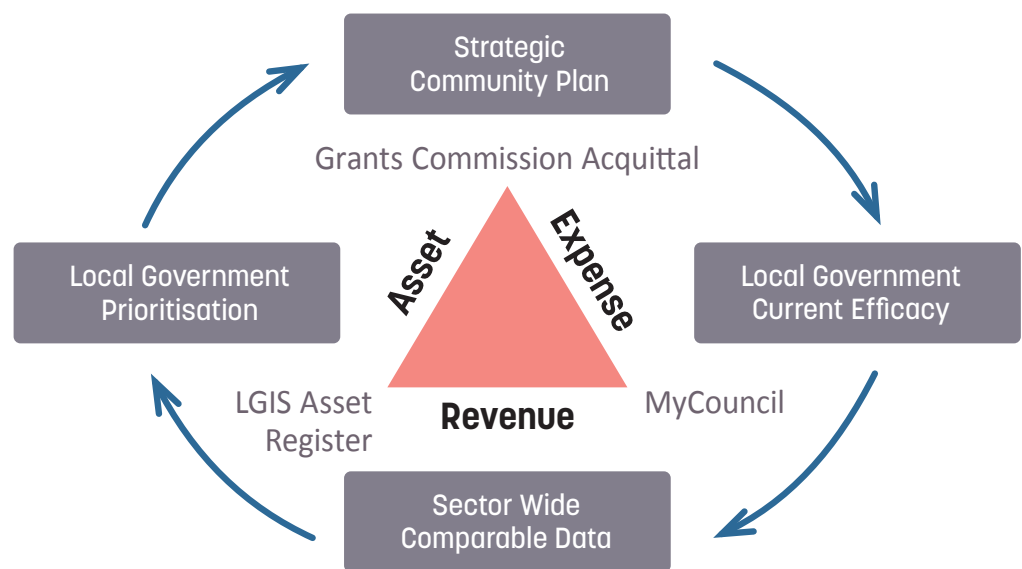 Strategic
Community Plan
Grants Commission Acquittal
Asset
Expense
Local Government
Prioritisation
Local Government
Current Efficacy
LGIS Asset
Register
Revenue
MyCouncil
Sector Wide
Comparable Data